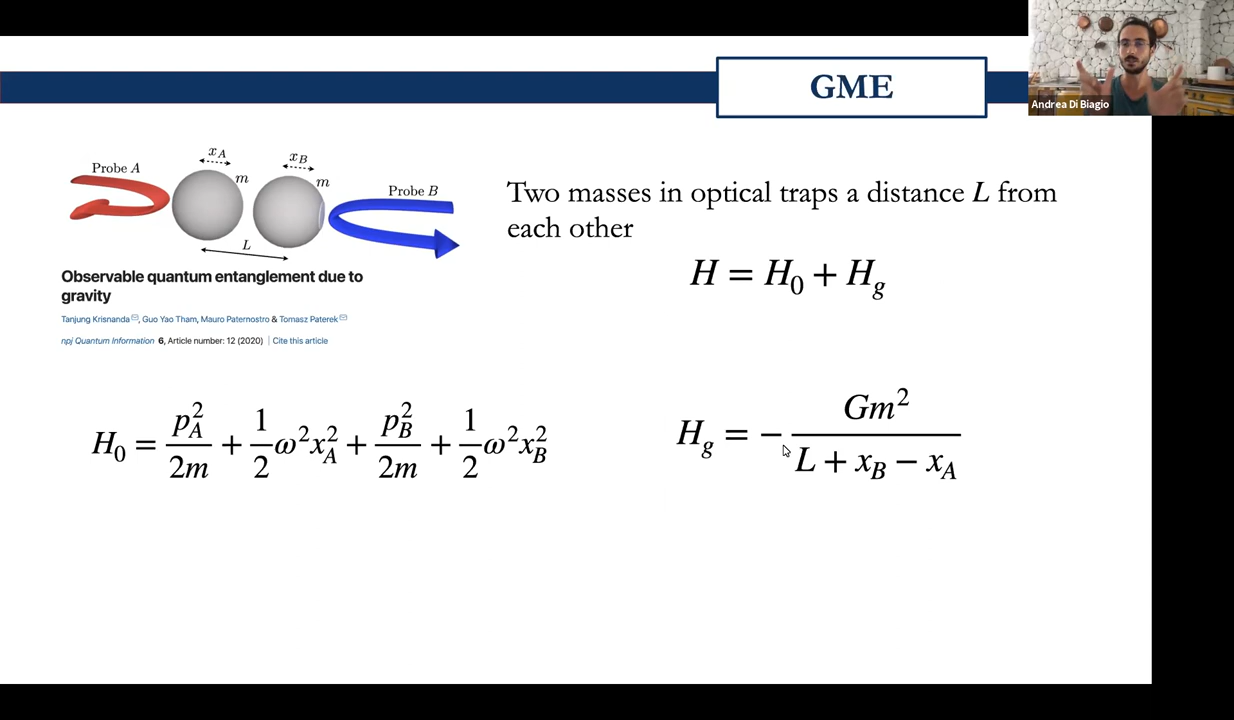 GME
Andrea Di Biagio
x_A
x_B
Probe A
m
m
Probe B
L
Two masses in optical traps a distance L from
each other
H = H_0 + H_g
Observable quantum entanglement due to
gravity
Tanjung Krisnanda, Guo Yao Tham, Mauro Paternostro & Tomasz Paterek
npj Quantum Information 6, Article number: 12 (2020) | Cite this article
H_0 = p_A^2/2m + 1/2 ω^2 x_A^2 + p_B^2/2m + 1/2 ω^2 x_B^2
H_g = − Gm^2/(L + x_B − x_A)